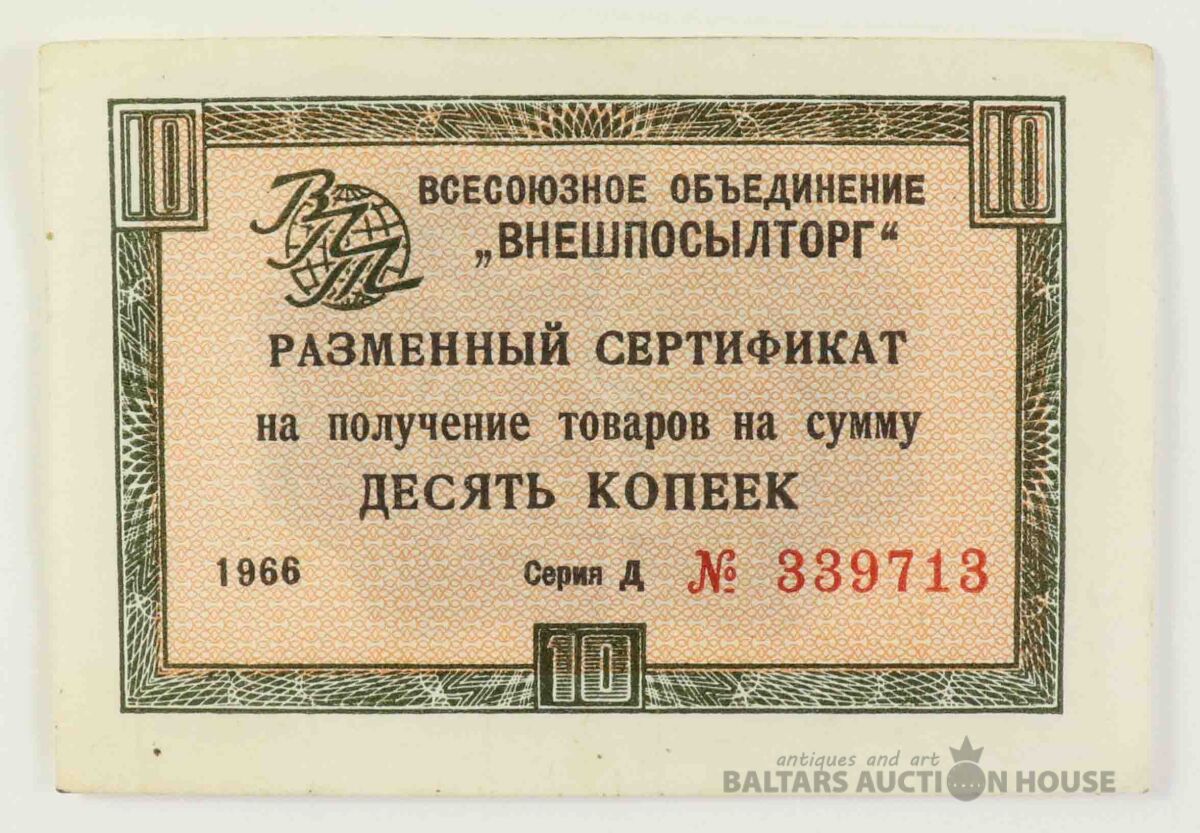 10 10
ВПТ
ВСЕСОЮЗНОЕ ОБЪЕДИНЕНИЕ
„ВНЕШПОСЫЛТОРГ“
РАЗМЕННЫЙ СЕРТИФИКАТ
на получение товаров на сумму
ДЕСЯТЬ КОПЕЕК
1966 Серия Д № 339713
10
antiques and art
BALTARS AUCTION HOUSE